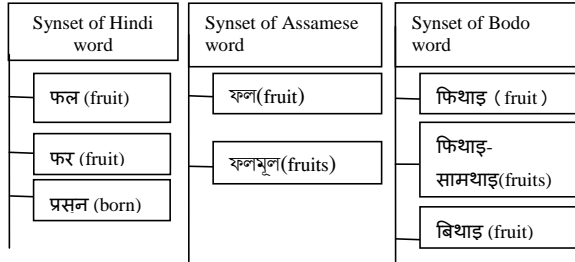 Synset of Hindi
word
फल (fruit)
फर (fruit)
प्रसन (born)
Synset of Assamese
word
ফল(fruit)
ফলমূল(fruits)
Synset of Bodo
word
फिथाइ ( fruit )
फिथाइ-
सामथाइ(fruits)
बिथाइ (fruit)